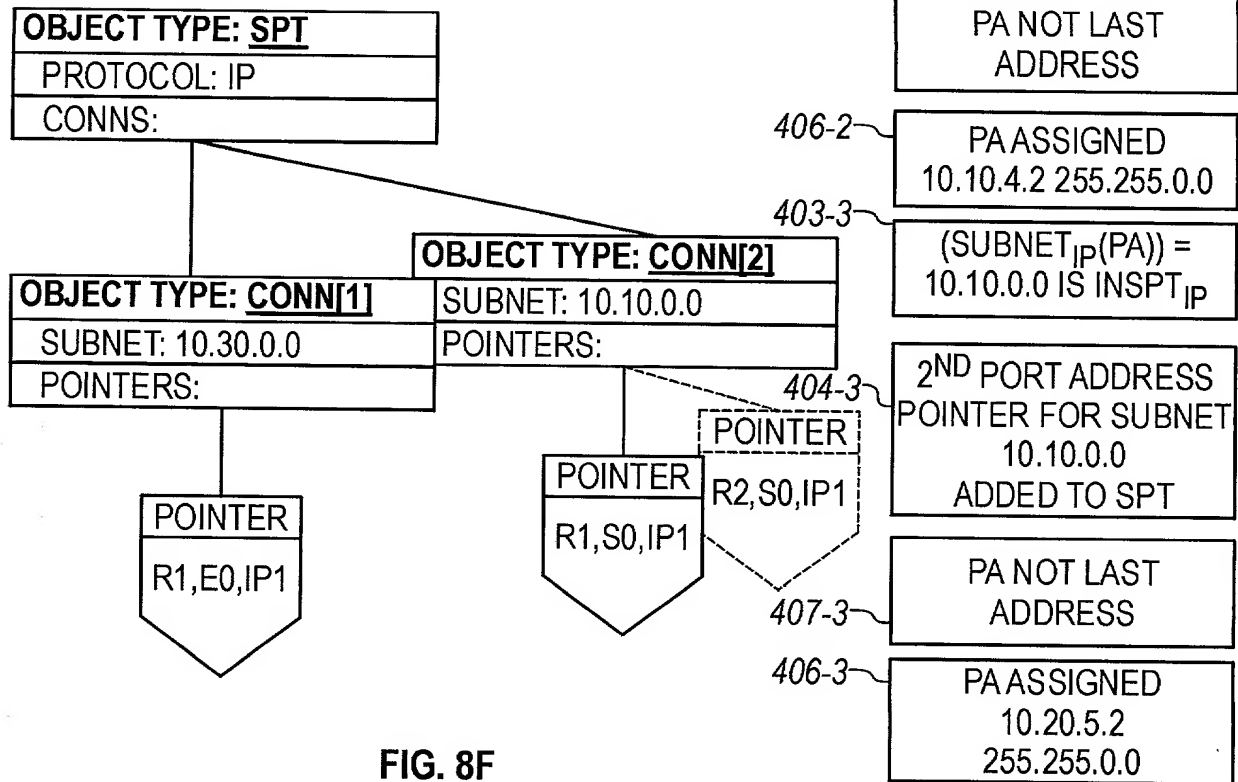 OBJECT TYPE: SPT
PROTOCOL: IP
CONNS:
OBJECT TYPE: CONN[2]
SUBNET: 10.10.0.0
POINTERS:
OBJECT TYPE: CONN[1]
SUBNET: 10.30.0.0
POINTERS:
POINTER
R1,E0,IP1
POINTER
R1,S0,IP1
POINTER
R2,S0,IP1
PA NOT LAST
ADDRESS
406-2
PA ASSIGNED
10.10.4.2 255.255.0.0
403-3
(SUBNETIP(PA)) =
10.10.0.0 IS INSPTIP
404-3
2ND PORT ADDRESS
POINTER FOR SUBNET
10.10.0.0
ADDED TO SPT
407-3
PA NOT LAST
ADDRESS
406-3
PA ASSIGNED
10.20.5.2
255.255.0.0
FIG. 8F